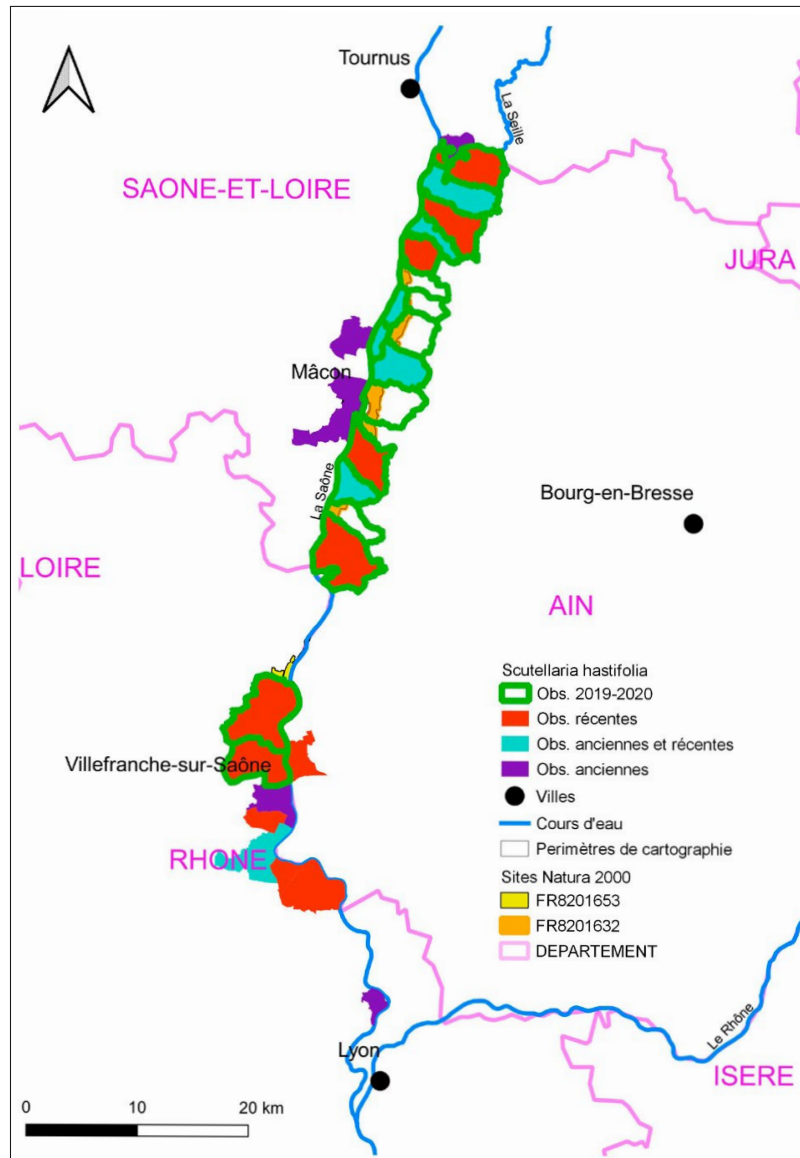 Tournus
La Seille
SAONE-ET-LOIRE
JURA
Mâcon
La Saône
Bourg-en-Bresse
LOIRE
AIN
Scutellaria hastifolia
Obs. 2019-2020
Obs. récentes
Obs. anciennes et récentes
Obs. anciennes
Villes
Cours d'eau
Perimètres de cartographie
Sites Natura 2000
FR8201653
FR8201632
DEPARTEMENT
Villefranche-sur-Saône
RHONE
Lyon
Le Rhône
ISERE
0 10 20 km